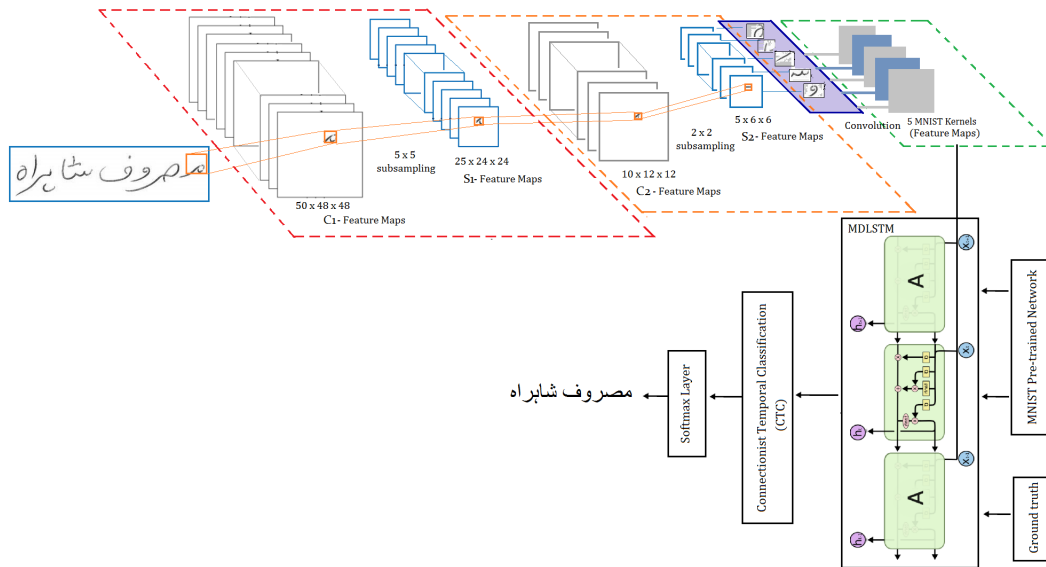 مصروف شاہراہ
50 x 48 x 48
C1- Feature Maps
5 x 5
subsampling
25 x 24 x 24
S1- Feature Maps
10 x 12 x 12
C2 - Feature Maps
2 x 2
subsampling
5 x 6 x 6
S2- Feature Maps
Convolution
5 MNIST Kernels
(Feature Maps)
MDLSTM
A
A
MNIST Pre-trained Network
Ground truth
Connectionist Temporal Classification
(CTC)
Softmax Layer
مصروف شاہراہ